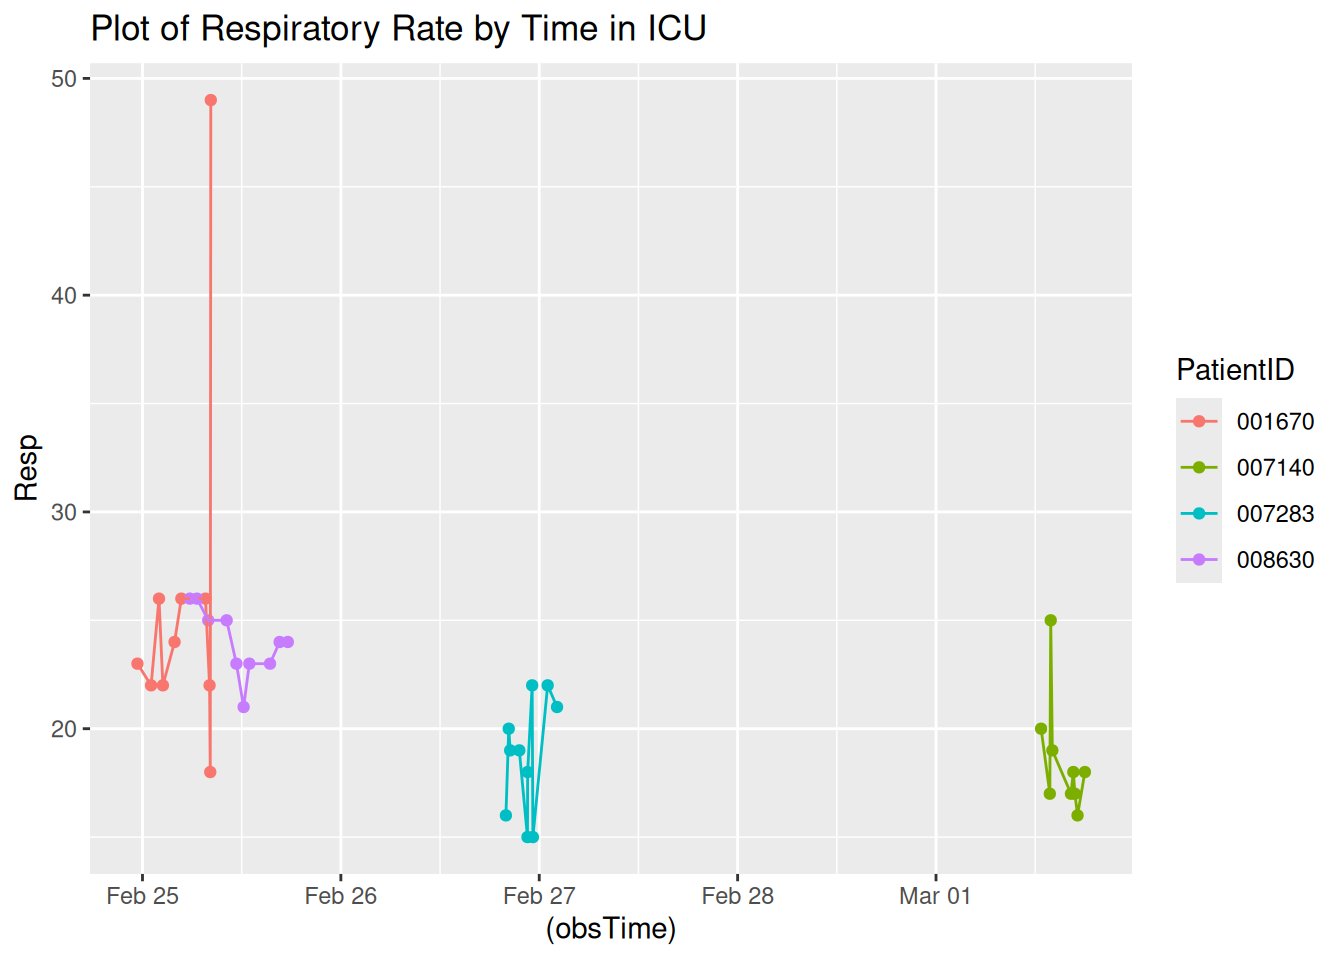 Plot of Respiratory Rate by Time in ICU
50
40
30
20
Resp
Feb 25
Feb 26
Feb 27
Feb 28
Mar 01
(obsTime)
PatientID
001670
007140
007283
008630